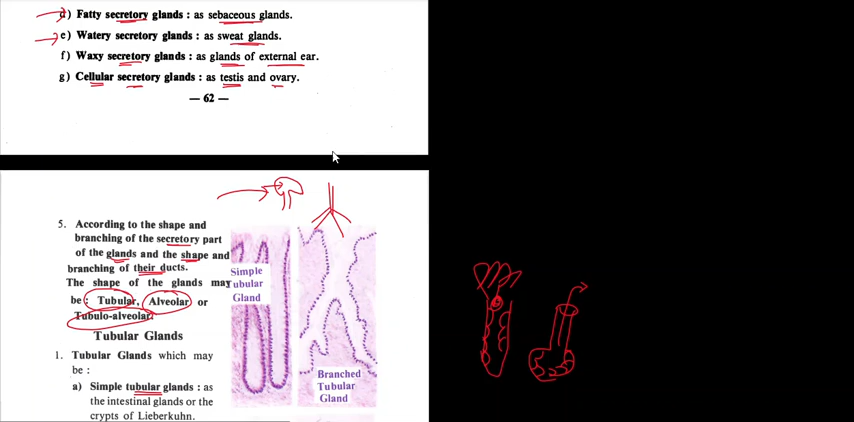 d) Fatty secretory glands : as sebaceous glands.
e) Watery secretory glands : as sweat glands.
f) Waxy secretory glands : as glands of external ear.
g) Cellular secretory glands : as testis and ovary.
— 62 —
5. According to the shape and
branching of the secretory part
of the glands and the shape and
branching of their ducts.
The shape of the glands may
be : Tubular, Alveolar or
Tubulo-alveolar.
Tubular Glands
1. Tubular Glands which may
be :
a) Simple tubular glands : as
the intestinal glands or the
crypts of Lieberkuhn.
Simple
Tubular
Gland
Branched
Tubular
Gland